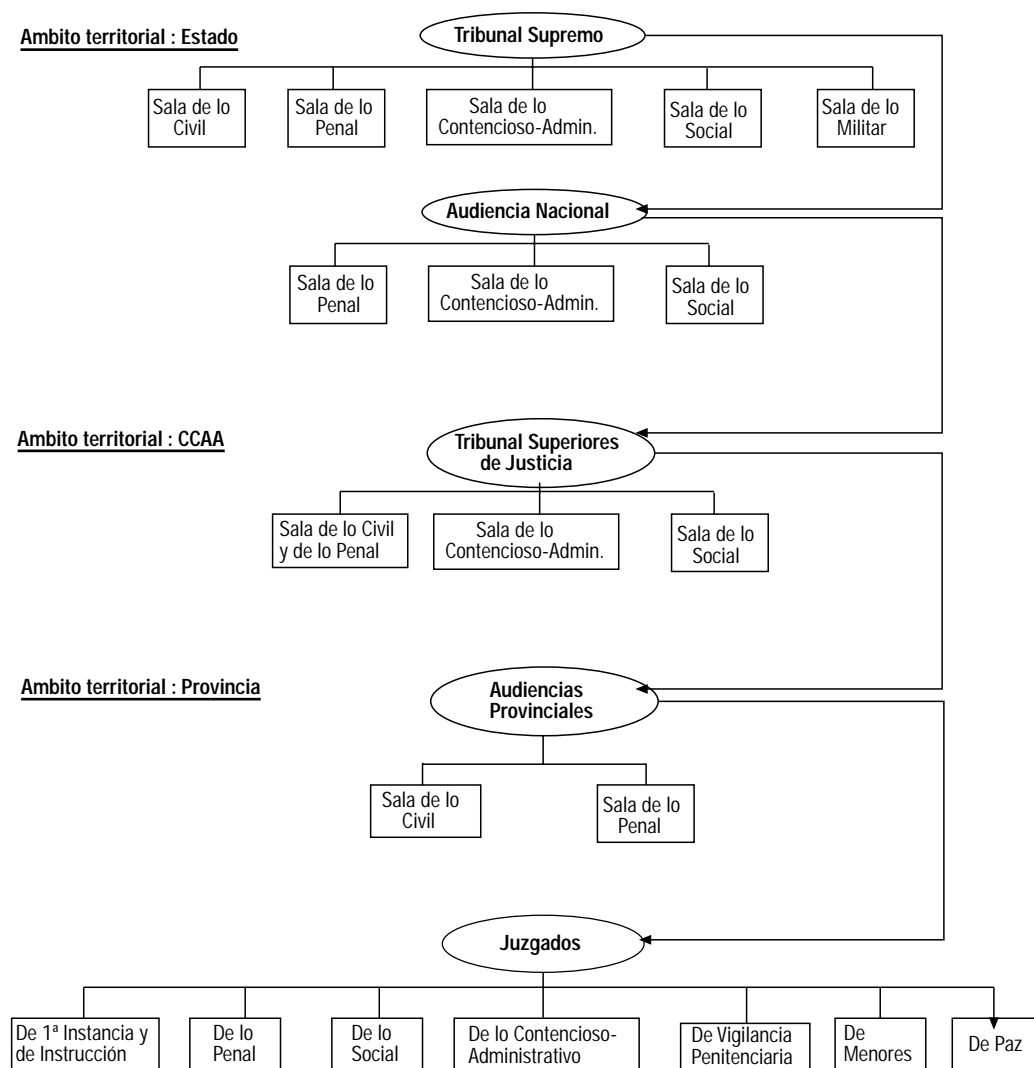 Ambito territorial : Estado
Tribunal Supremo
Sala de lo
Civil
Sala de lo
Penal
Sala de lo
Contencioso-Admin.
Sala de lo
Social
Sala de lo
Militar
Audiencia Nacional
Sala de lo
Penal
Sala de lo
Contencioso-Admin.
Sala de lo
Social
Ambito territorial : CCAA
Tribunal Superiores
de Justicia
Sala de lo Civil
y de lo Penal
Sala de lo
Contencioso-Admin.
Sala de lo
Social
Ambito territorial : Provincia
Audiencias
Provinciales
Sala de lo
Civil
Sala de lo
Penal
Juzgados
De 1ª Instancia y
de Instrucción
De lo
Penal
De lo
Social
De lo Contencioso-
Administrativo
De Vigilancia
Penitenciaria
De
Menores
De Paz